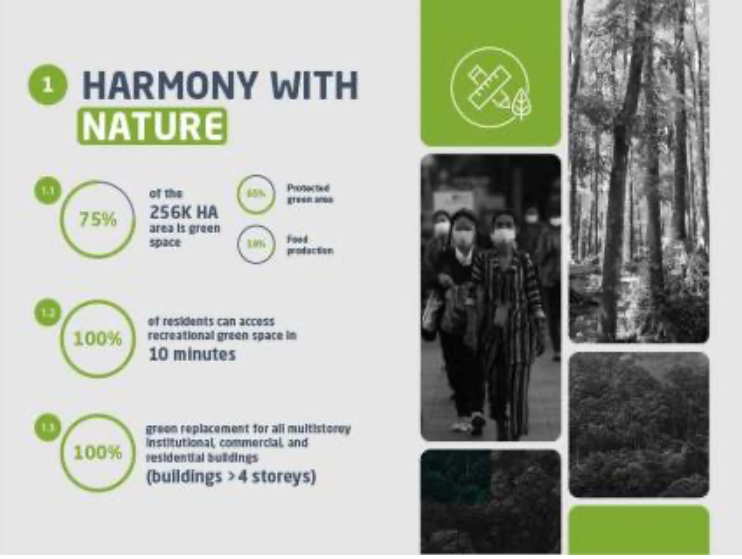 1 HARMONY WITH
NATURE
1.1
75%
of the
256K HA
area is green
space
65%
Protected
green area
10%
Food
production
1.2
100%
of residents can access
recreational green space in
10 minutes
1.3
100%
green replacement for all multistorey
institutional, commercial, and
residential buildings
(buildings >4 storeys)